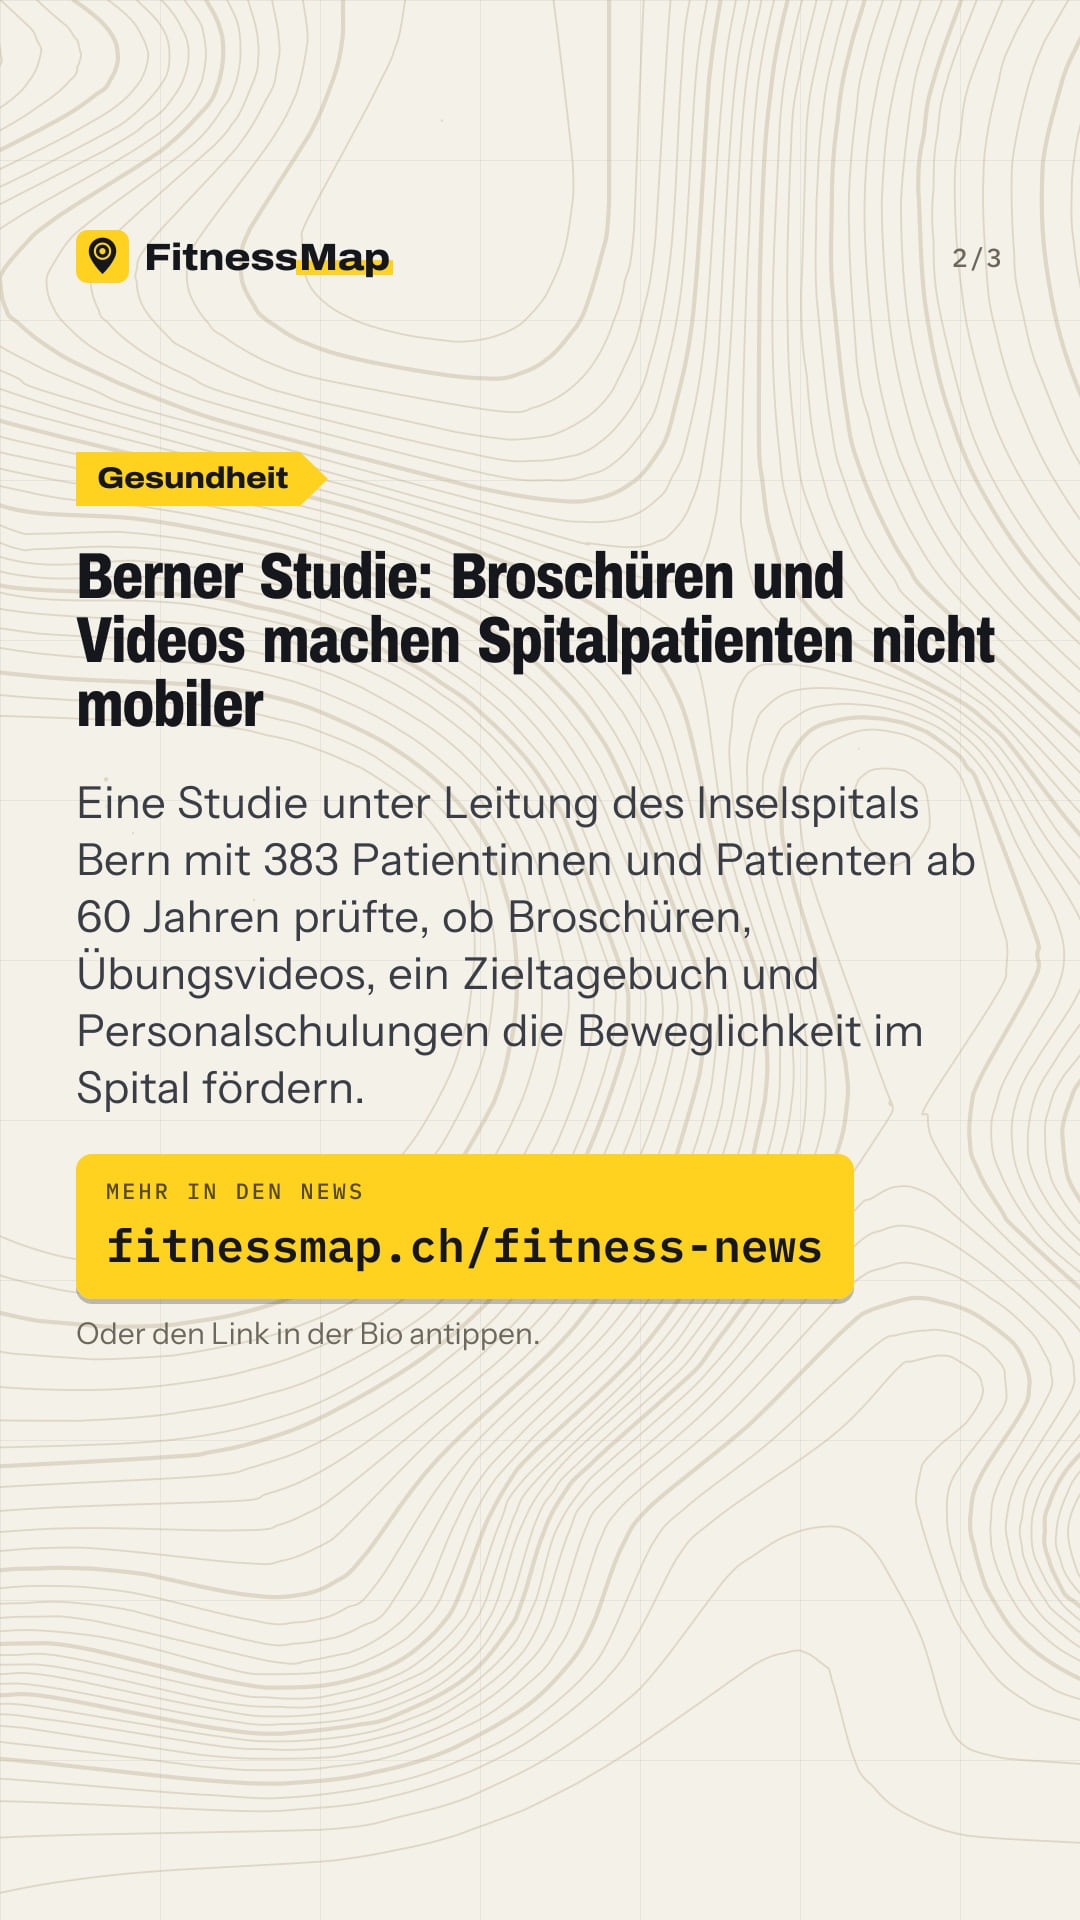 FitnessMap
2/3
Gesundheit
Berner Studie: Broschüren und
Videos machen Spitalpatienten nicht
mobiler
Eine Studie unter Leitung des Inselspitals
Bern mit 383 Patientinnen und Patienten ab
60 Jahren prüfte, ob Broschüren,
Übungsvideos, ein Zieltagebuch und
Personalschulungen die Beweglichkeit im
Spital fördern.
MEHR IN DEN NEWS
fitnessmap.ch/fitness-news
Oder den Link in der Bio antippen.